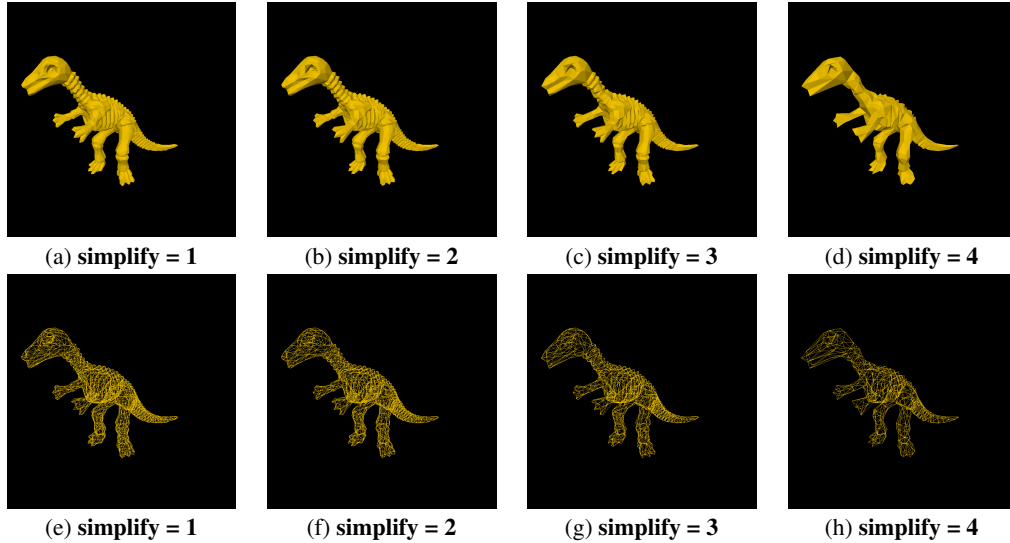 (a) simplify = 1
(b) simplify = 2
(c) simplify = 3
(d) simplify = 4
(e) simplify = 1
(f) simplify = 2
(g) simplify = 3
(h) simplify = 4